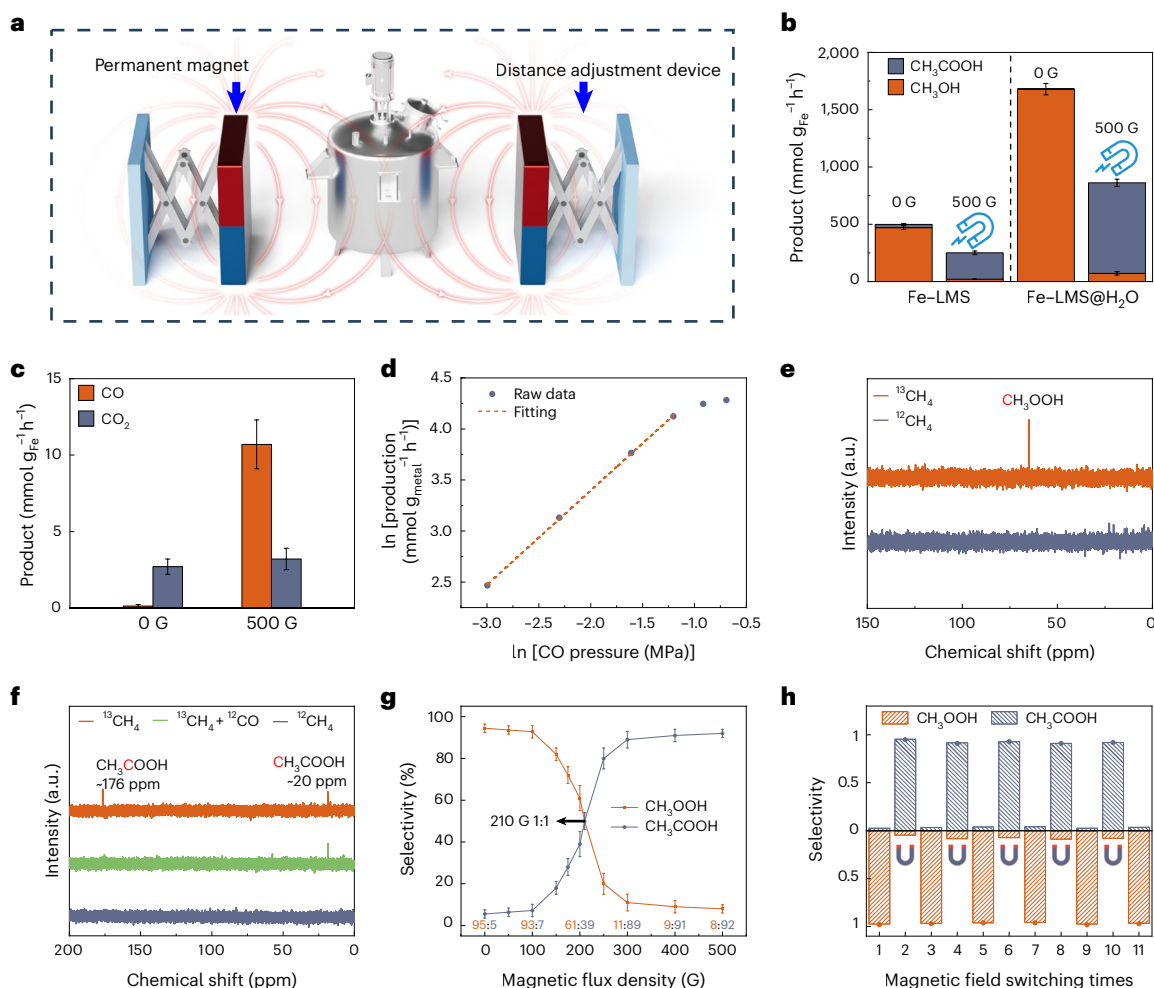 a
Permanent magnet
Distance adjustment device
b
Product (mmol g_Fe⁻¹ h⁻¹)
2,000
1,500
1,000
500
0
CH₃COOH
CH₃OH
0 G
500 G
0 G
500 G
Fe–LMS
Fe–LMS@H₂O
c
Product (mmol g_Fe⁻¹ h⁻¹)
15
10
5
0
CO
CO₂
0 G
500 G
d
ln [production
(mmol g_metal⁻¹ h⁻¹)]
4.5
4.0
3.5
3.0
2.5
Raw data
Fitting
–3.0 –2.5 –2.0 –1.5 –1.0 –0.5
ln [CO pressure (MPa)]
e
Intensity (a.u.)
¹³CH₄
¹²CH₄
CH₃OOH
150 100 50 0
Chemical shift (ppm)
f
Intensity (a.u.)
¹³CH₄ ¹³CH₄ + ¹²CO ¹²CH₄
CH₃COOH
~176 ppm
CH₃COOH
~20 ppm
200 150 100 50 0
Chemical shift (ppm)
g
Selectivity (%)
100
80
60
40
20
0
210 G 1:1
CH₃OOH
CH₃COOH
95:5 93:7 61:39 11:89 9:91 8:92
0 100 200 300 400 500
Magnetic flux density (G)
h
Selectivity
CH₃OOH CH₃COOH
1
0.5
0
0.5
1
1 2 3 4 5 6 7 8 9 10 11
Magnetic field switching times